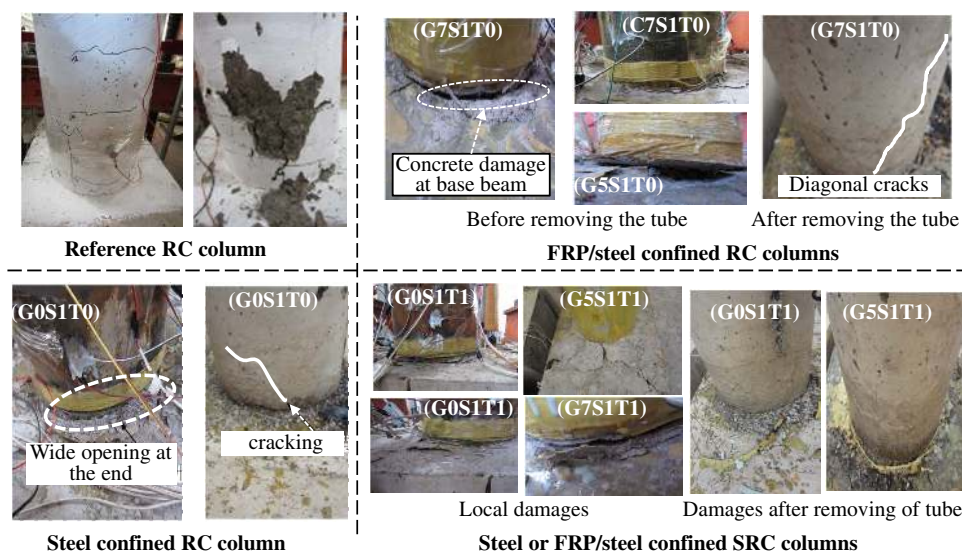 Reference RC column
(G7S1T0)
Concrete damage
at base beam
(C7S1T0)
(G5S1T0)
Before removing the tube
(G7S1T0)
Diagonal cracks
After removing the tube
FRP/steel confined RC columns
(G0S1T0)
Wide opening at
the end
(G0S1T0)
cracking
Steel confined RC column
(G0S1T1)
(G5S1T1)
(G0S1T1)
(G7S1T1)
Local damages
(G0S1T1)
(G5S1T1)
Damages after removing of tube
Steel or FRP/steel confined SRC columns